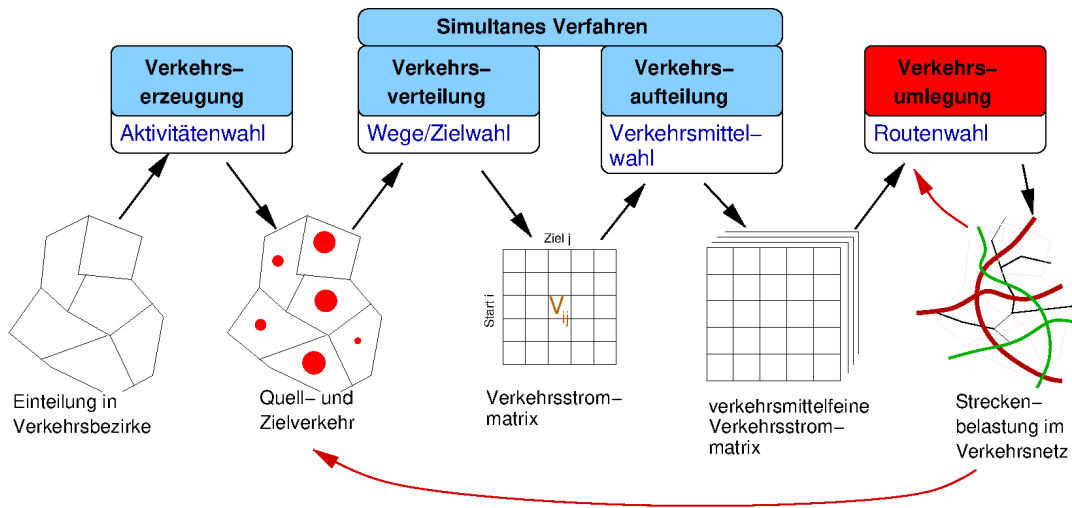 Simultanes Verfahren
Verkehrs–
erzeugung
Aktivitätenwahl
Verkehrs–
verteilung
Wege/Zielwahl
Verkehrs–
aufteilung
Verkehrsmittel–
wahl
Verkehrs–
umlegung
Routenwahl
Einteilung in
Verkehrsbezirke
Quell– und
Zielverkehr
Ziel j
Start i
V ij
Verkehrsstrom–
matrix
verkehrsmittelfeine
Verkehrsstrom–
matrix
Strecken–
belastung im
Verkehrsnetz